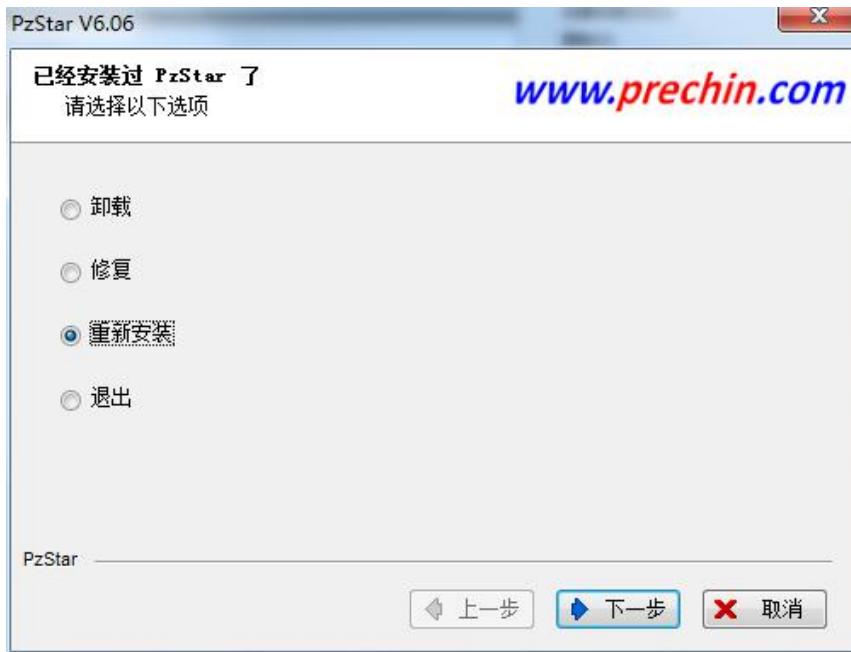 PzStar V6.06
已经安装过 PzStar 了
请选择以下选项
www.prechin.com
卸载
修复
重新安装
退出
PzStar
上一步
下一步
取消